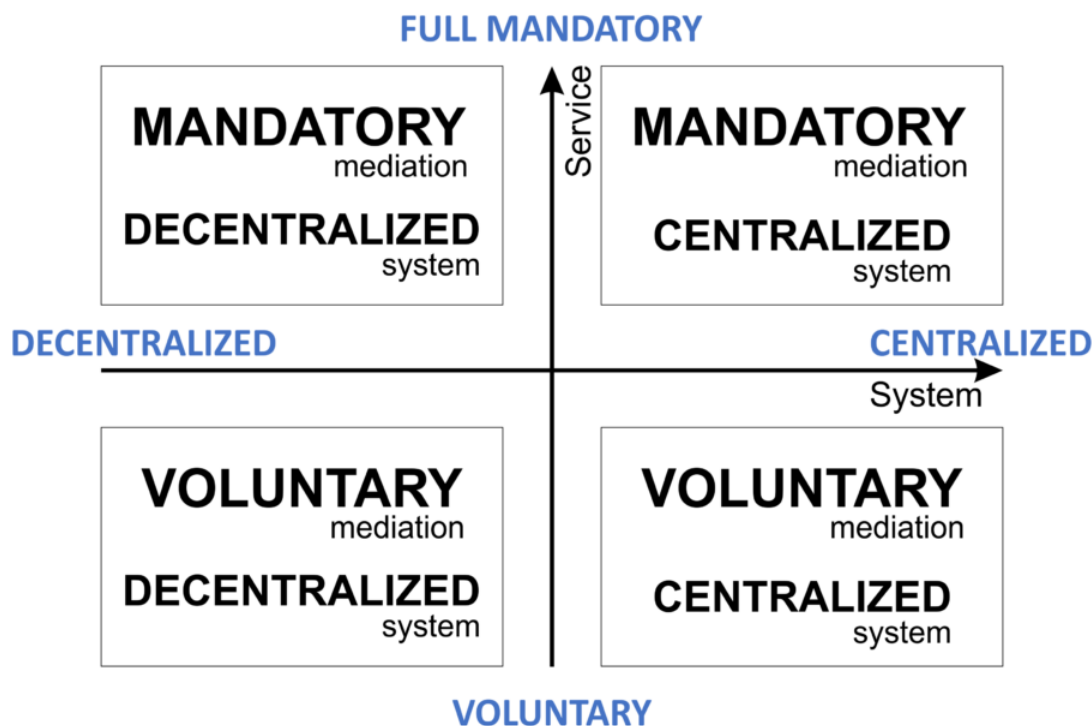 FULL MANDATORY
MANDATORY
mediation
DECENTRALIZED
system
Service
MANDATORY
mediation
CENTRALIZED
system
DECENTRALIZED
CENTRALIZED
System
VOLUNTARY
mediation
DECENTRALIZED
system
VOLUNTARY
mediation
CENTRALIZED
system
VOLUNTARY